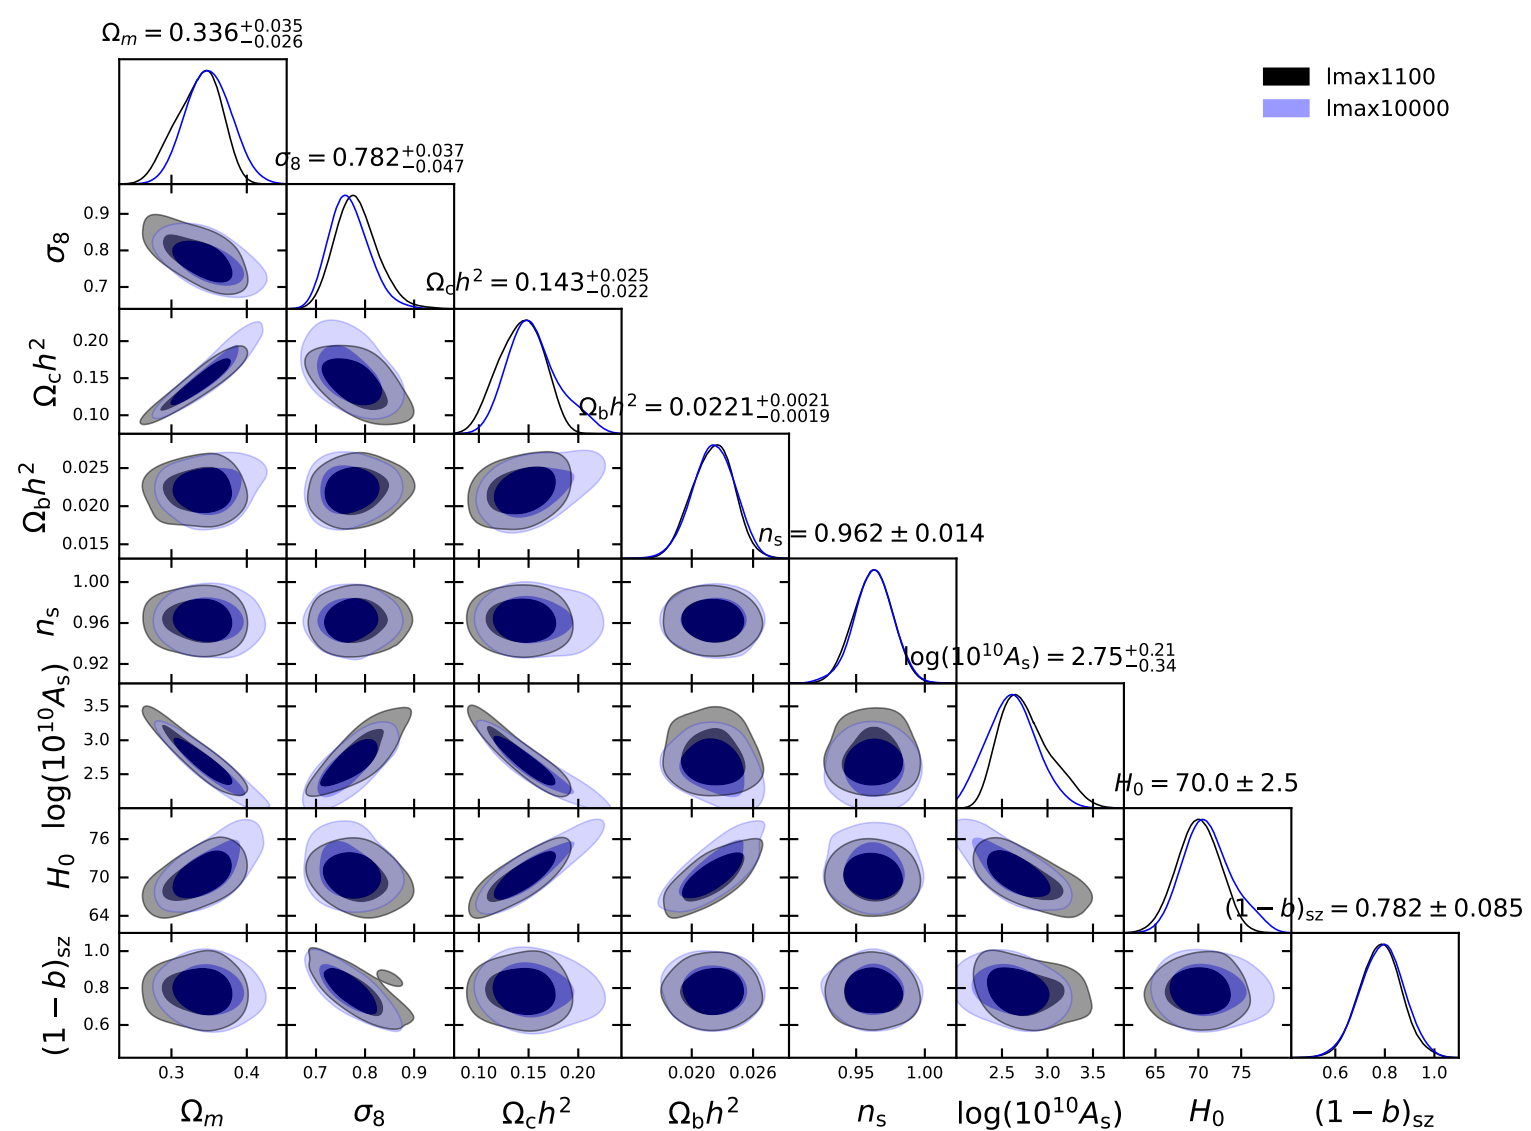 Ωm = 0.336 +0.035 −0.026
lmax1100
lmax10000
σ8 = 0.782 +0.037 −0.047
0.9
0.8
0.7
σ8
Ωch² = 0.143 +0.025 −0.022
0.20
0.15
0.10
Ωch²
Ωbh² = 0.0221 +0.0021 −0.0019
0.025
0.020
0.015
Ωbh²
ns = 0.962 ± 0.014
1.00
0.96
0.92
ns
log(10¹⁰As) = 2.75 +0.21 −0.34
3.5
3.0
2.5
log(10¹⁰As)
H0 = 70.0 ± 2.5
76
70
64
H0
(1 − b)sz = 0.782 ± 0.085
1.0
0.8
0.6
(1 − b)sz
0.3 0.4 0.7 0.8 0.9 0.10 0.15 0.20 0.020 0.026 0.95 1.00 2.5 3.0 3.5 65 70 75 0.6 0.8 1.0
Ωm σ8 Ωch² Ωbh² ns log(10¹⁰As) H0 (1 − b)sz